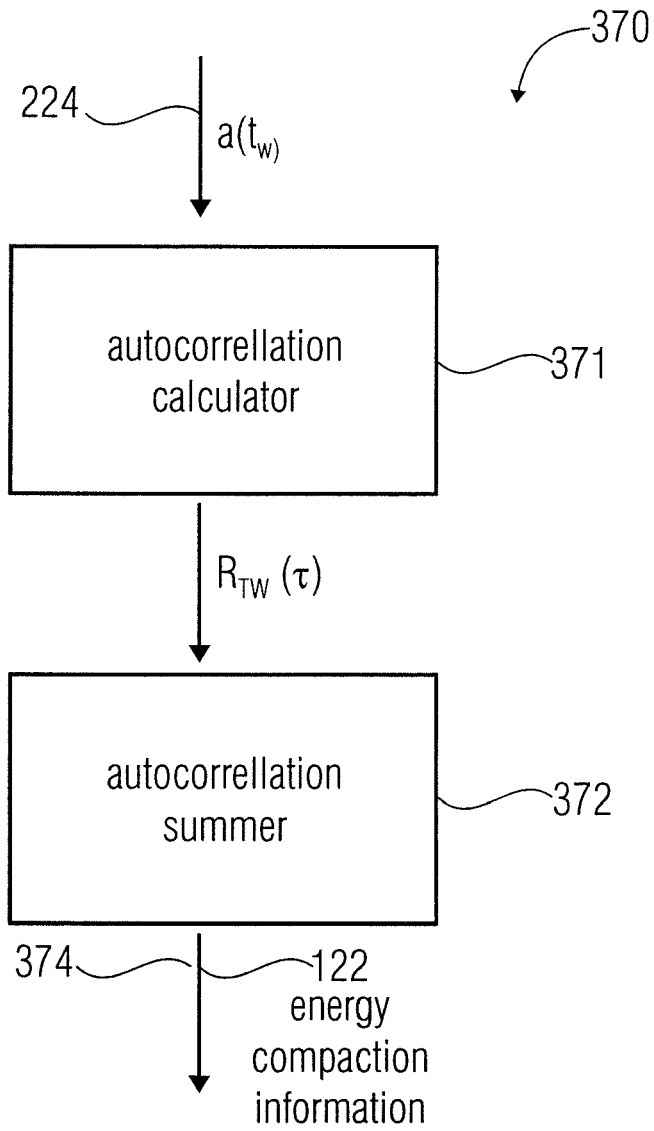 370
224
a(t_w)
autocorrellation
calculator
371
R_TW (τ)
autocorrellation
summer
372
374
122
energy
compaction
information